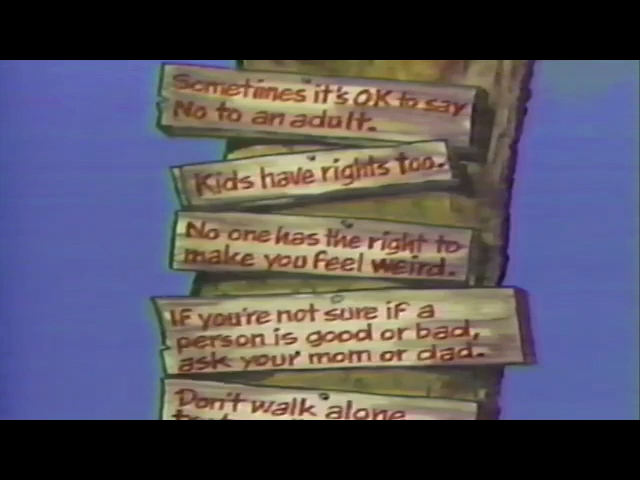 Sometimes it's OK to say
No to an adult.
Kids have rights too.
No one has the right to
make you feel weird.
If you're not sure if a
person is good or bad,
ask your mom or dad.
Don't walk alone